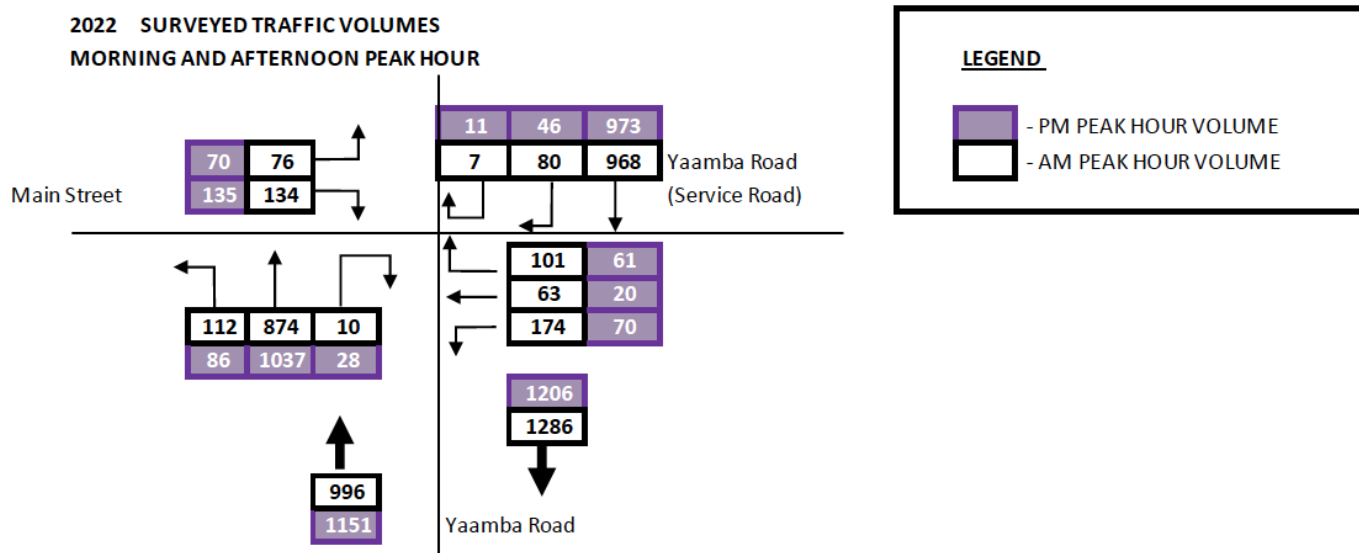 2022 SURVEYED TRAFFIC VOLUMES
MORNING AND AFTERNOON PEAK HOUR
LEGEND
- PM PEAK HOUR VOLUME
- AM PEAK HOUR VOLUME
11 46 973
7 80 968 Yaamba Road
(Service Road)
70 76
Main Street 135 134
101 61
63 20
174 70
112 874 10
86 1037 28
1206
1286
996
1151 Yaamba Road